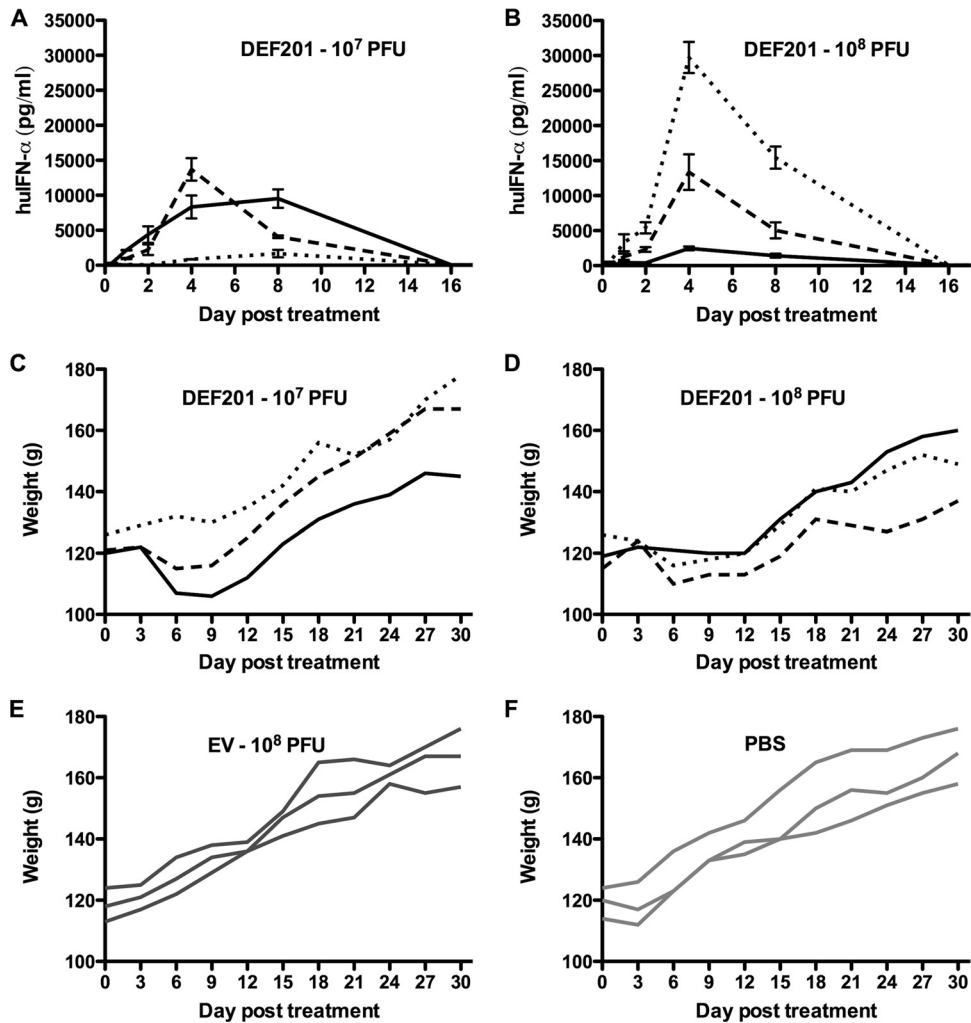 A
DEF201 - 10⁷ PFU
huIFN-α (pg/ml)
35000
30000
25000
20000
15000
10000
5000
0
0 2 4 6 8 10 12 14 16
Day post treatment
B
DEF201 - 10⁸ PFU
huIFN-α (pg/ml)
35000
30000
25000
20000
15000
10000
5000
0
0 2 4 6 8 10 12 14 16
Day post treatment
C
DEF201 - 10⁷ PFU
Weight (g)
180
160
140
120
100
0 3 6 9 12 15 18 21 24 27 30
Day post treatment
D
DEF201 - 10⁸ PFU
Weight (g)
180
160
140
120
100
0 3 6 9 12 15 18 21 24 27 30
Day post treatment
E
EV - 10⁸ PFU
Weight (g)
180
160
140
120
100
0 3 6 9 12 15 18 21 24 27 30
Day post treatment
F
PBS
Weight (g)
180
160
140
120
100
0 3 6 9 12 15 18 21 24 27 30
Day post treatment